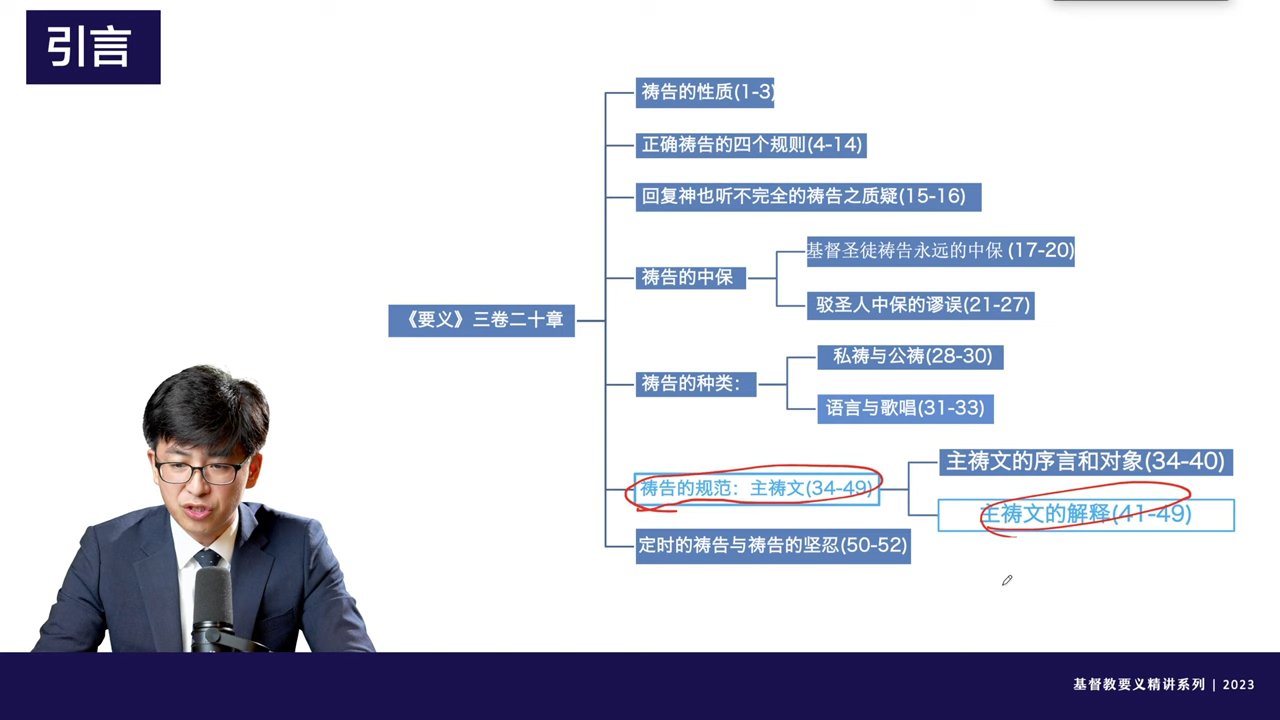 引言
祷告的性质(1-3)
正确祷告的四个规则(4-14)
回复神也听不完全的祷告之质疑(15-16)
祷告的中保
基督圣徒祷告永远的中保 (17-20)
驳圣人中保的谬误(21-27)
《要义》三卷二十章
祷告的种类：
私祷与公祷(28-30)
语言与歌唱(31-33)
祷告的规范：主祷文(34-49)
主祷文的序言和对象(34-40)
主祷文的解释(41-49)
定时的祷告与祷告的坚忍(50-52)
基督教要义精讲系列 | 2023